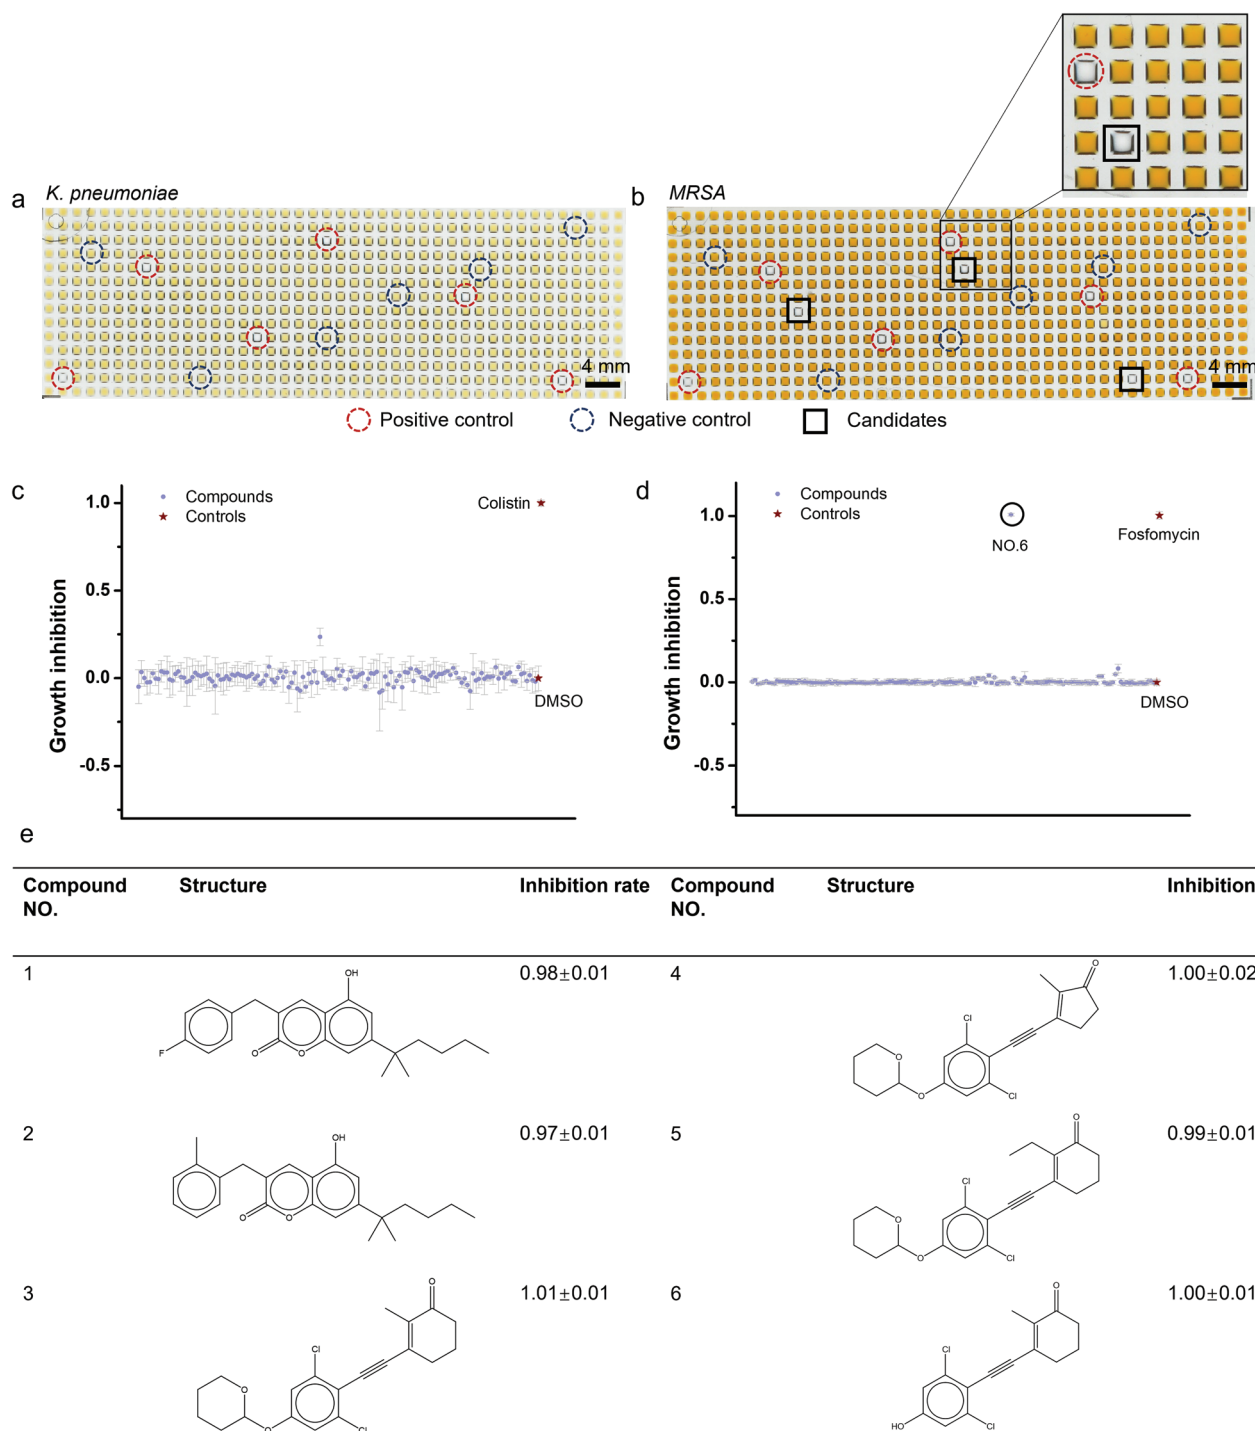 a
K. pneumoniae
b
MRSA
4 mm
4 mm
Positive control
Negative control
Candidates
c
1.0
0.5
0.0
-0.5
Growth inhibition
Compounds
Controls
Colistin
DMSO
d
1.0
0.5
0.0
-0.5
Growth inhibition
Compounds
Controls
NO.6
Fosfomycin
DMSO
e
Compound NO.
Structure
Inhibition rate
Compound NO.
Structure
Inhibition
1
OH
F
O
O
0.98±0.01
4
O
Cl
O
O
Cl
1.00±0.02
2
OH
O
O
0.97±0.01
5
O
Cl
O
O
Cl
0.99±0.01
3
O
Cl
O
O
Cl
1.01±0.01
6
O
Cl
HO
Cl
1.00±0.01